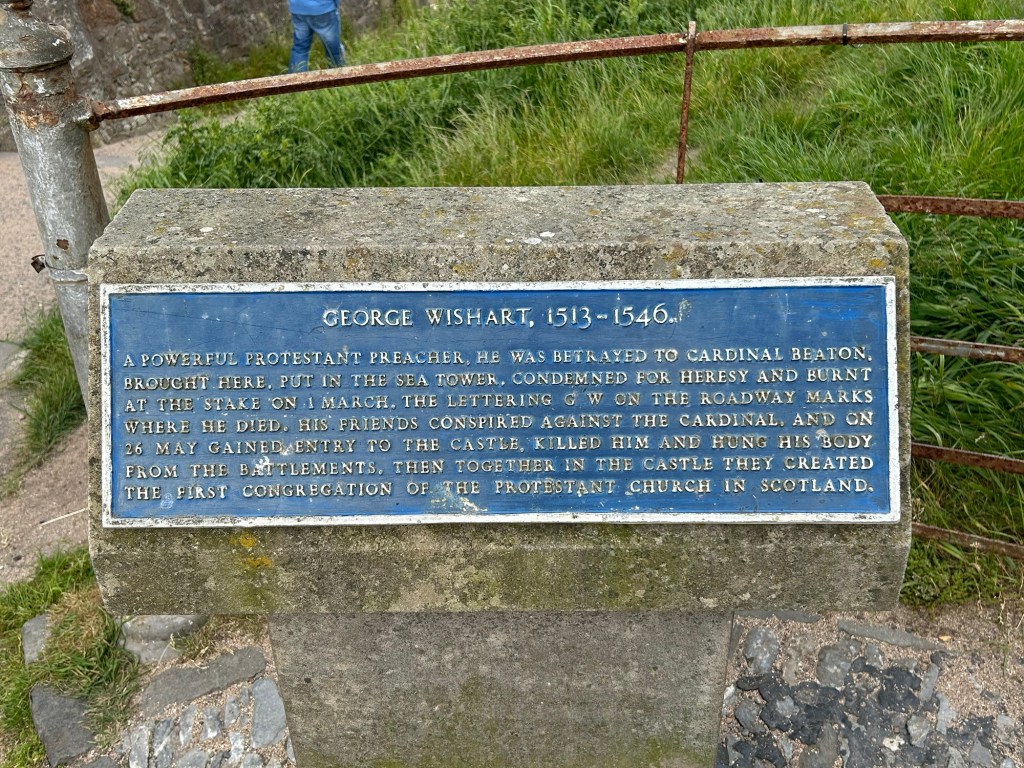 GEORGE WISHART, 1513-1546.
A POWERFUL PROTESTANT PREACHER, HE WAS BETRAYED TO CARDINAL BEATON,
BROUGHT HERE, PUT IN THE SEA TOWER, CONDEMNED FOR HERESY AND BURNT
AT THE STAKE ON 1 MARCH. THE LETTERING G W ON THE ROADWAY MARKS
WHERE HE DIED. HIS FRIENDS CONSPIRED AGAINST THE CARDINAL, AND ON
26 MAY GAINED ENTRY TO THE CASTLE, KILLED HIM AND HUNG HIS BODY
FROM THE BATTLEMENTS. THEN TOGETHER IN THE CASTLE THEY CREATED
THE FIRST CONGREGATION OF THE PROTESTANT CHURCH IN SCOTLAND.